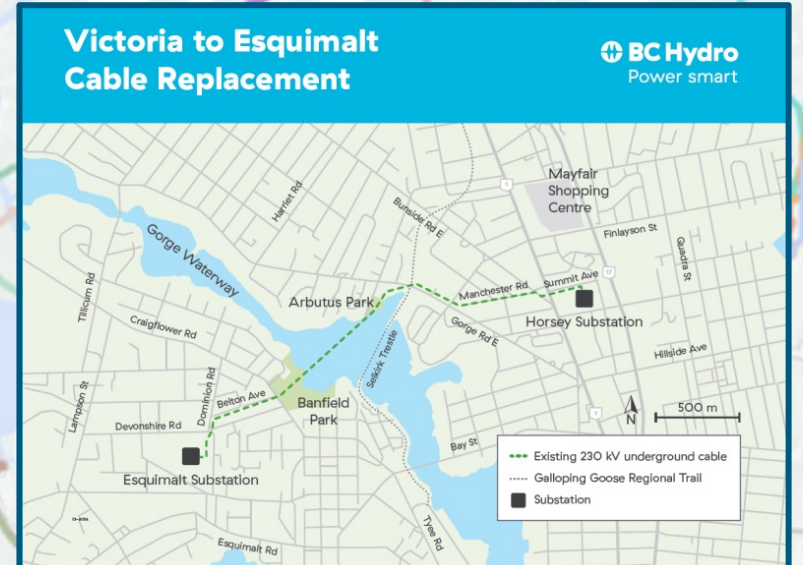 Victoria to Esquimalt
Cable Replacement
BC Hydro
Power smart
Mayfair
Shopping
Centre
Harriet Rd
Burnside Rd E
1
Finlayson St
Quadra St
Gorge Waterway
Tillicum Rd
17
Summit Ave
Manchester Rd
Arbutus Park
Horsey Substation
Craigflower Rd
Gorge Rd E
Selkirk Trestle
Hillside Ave
Dominion Rd
Belton Ave
Lampson St
Banfield
Park
500 m
N
1
Devonshire Rd
Bay St
Esquimalt Substation
Existing 230 kV underground cable
Galloping Goose Regional Trail
Substation
Tyee Rd
Esquimalt Rd